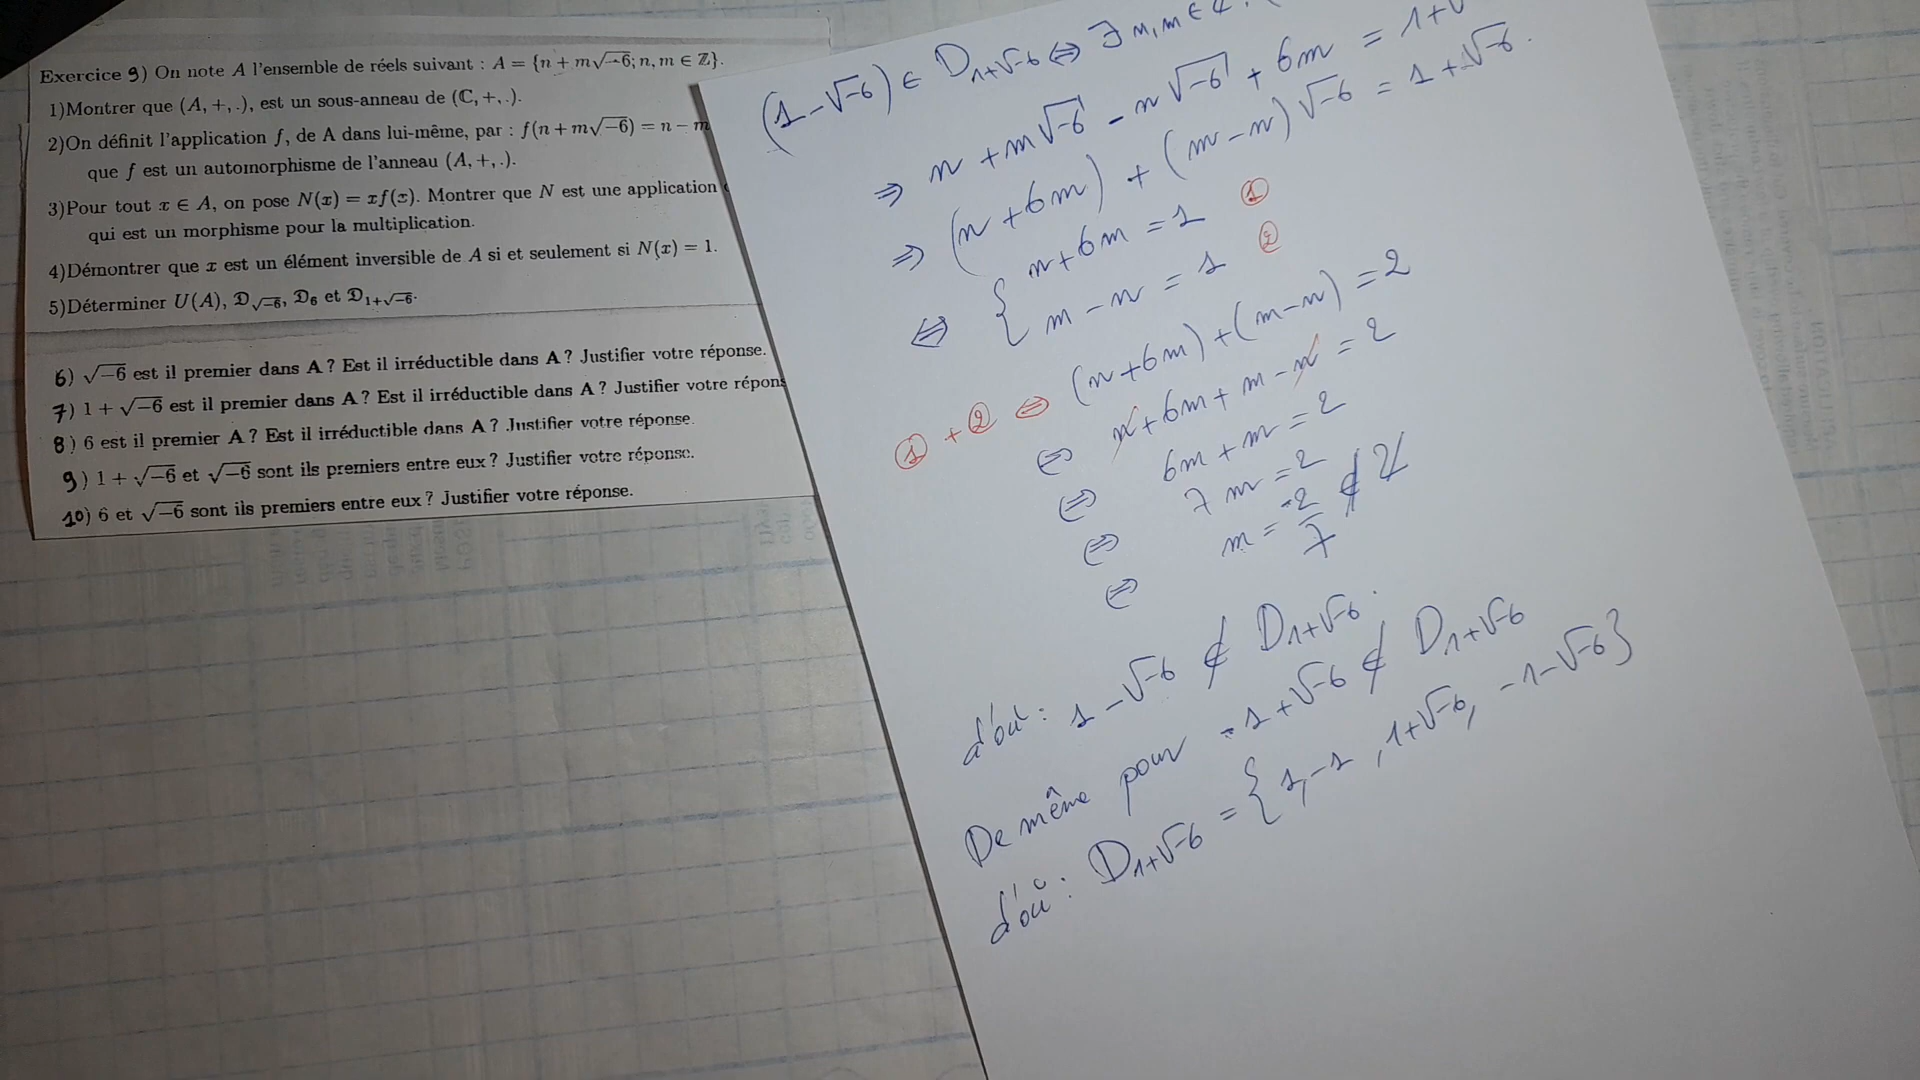 Exercice 9) On note A l'ensemble de réels suivant : A = {n + m√−6; n, m ∈ ℤ}.
1)Montrer que (A, +, .), est un sous-anneau de (ℂ, +, .).
2)On définit l'application f, de A dans lui-même, par : f(n + m√−6) = n − m
que f est un automorphisme de l'anneau (A, +, .).
3)Pour tout x ∈ A, on pose N(x) = xf(x). Montrer que N est une application
qui est un morphisme pour la multiplication.
4)Démontrer que x est un élément inversible de A si et seulement si N(x) = 1.
5)Déterminer U(A), D√−6, D6 et D1+√−6.
6) √−6 est il premier dans A ? Est il irréductible dans A ? Justifier votre réponse.
7) 1 + √−6 est il premier dans A ? Est il irréductible dans A ? Justifier votre répons
8) 6 est il premier A ? Est il irréductible dans A ? Justifier votre réponse.
9) 1 + √−6 et √−6 sont ils premiers entre eux ? Justifier votre réponse.
10) 6 et √−6 sont ils premiers entre eux ? Justifier votre réponse.
(1−√−6) ∈ D1+√−6 ⇔ ∃ n, m ∈ ℤ,
⇒ n + m√−6 − n√−6 + 6m = 1+√
⇒ (n + 6m) + (m−n)√−6 = 1 + √−6.
⇔ { n + 6m = 1 ①
m − n = 1 ②
① + ② ⇔ (n+6m) + (m−n) = 2
⇔ n + 6m + m − n = 2
⇔ 6m + m = 2
⇔ 7m = 2
⇔ m = 2/7 ∉ ℤ
d'où : 1 − √−6 ∉ D1+√−6.
De même pour −1 + √−6 ∉ D1+√−6
d'où : D1+√−6 = {1, −1, 1+√−6, −1−√−6}